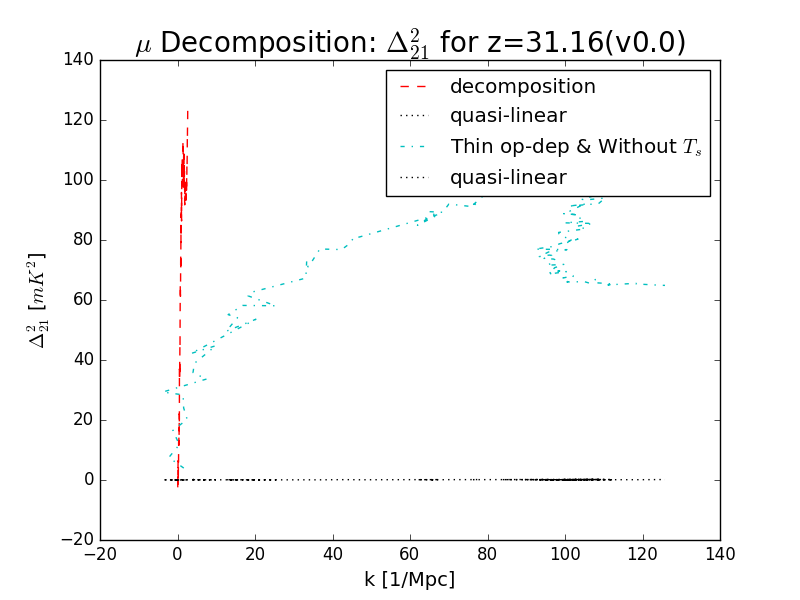 μ Decomposition: Δ²₂₁ for z=31.16(v0.0)
140
120
100
80
60
40
20
0
−20
Δ²₂₁ [mK²]
decomposition
quasi-linear
Thin op-dep & Without Tₛ
quasi-linear
−20 0 20 40 60 80 100 120 140
k [1/Mpc]